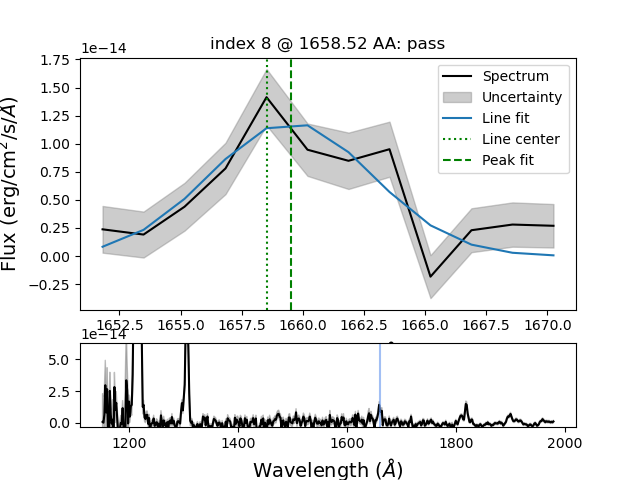 index 8 @ 1658.52 AA: pass
1e−14
Flux (erg/cm²/s/Å)
1.75
1.50
1.25
1.00
0.75
0.50
0.25
0.00
−0.25
Spectrum
Uncertainty
Line fit
Line center
Peak fit
1652.5 1655.0 1657.5 1660.0 1662.5 1665.0 1667.5 1670.0
1e−14
5.0
2.5
0.0
1200 1400 1600 1800 2000
Wavelength (Å)